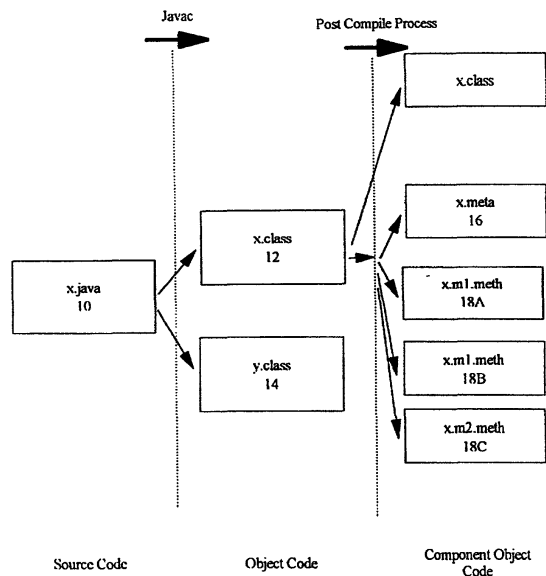 Javac
Post Compile Process
x.class
x.meta
16
x.class
12
x.java
10
x.m1.meth
18A
y.class
14
x.m1.meth
18B
x.m2.meth
18C
Source Code
Object Code
Component Object
Code